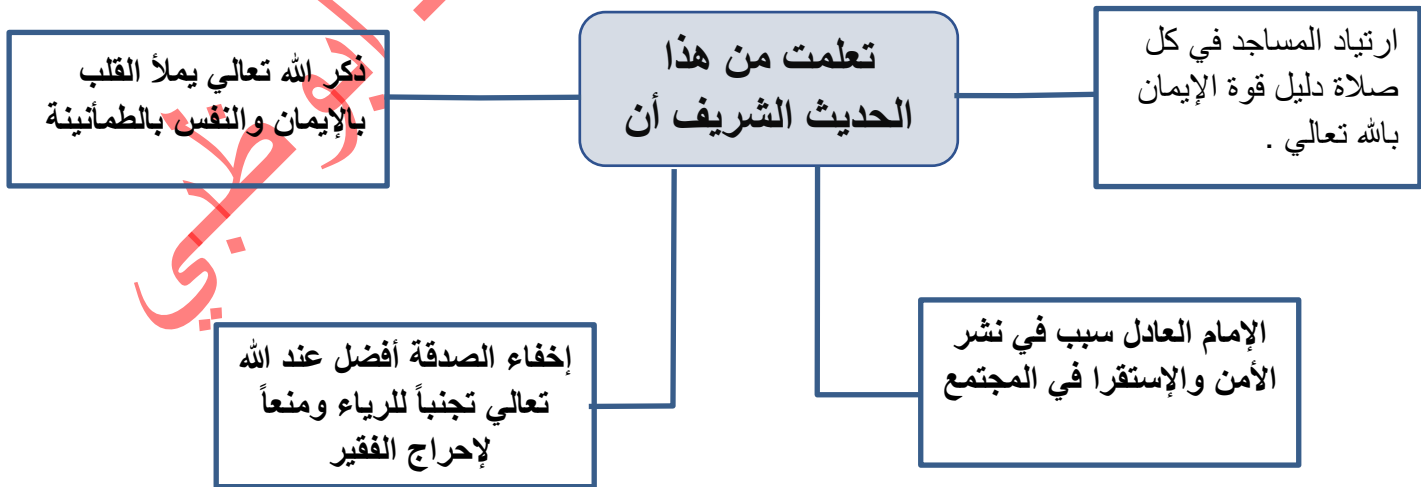 تعلمت من هذا
الحديث الشريف أن
ارتياد المساجد في كل
صلاة دليل قوة الإيمان
بالله تعالي .
ذكر الله تعالي يملأ القلب
بالإيمان والنفس بالطمأنينة
الإمام العادل سبب في نشر
الأمن والإستقرا في المجتمع
إخفاء الصدقة أفضل عند الله
تعالي تجنباً للرياء ومنعاً
لإحراج الفقير